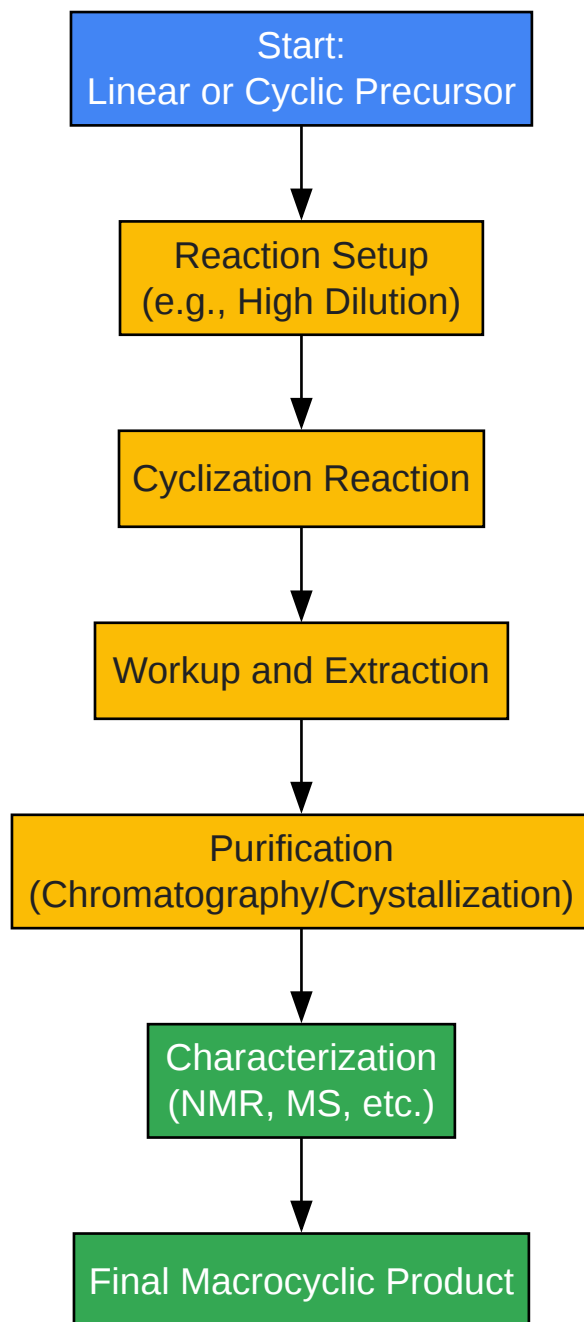 Start:
Linear or Cyclic Precursor
Reaction Setup
(e.g., High Dilution)
Cyclization Reaction
Workup and Extraction
Purification
(Chromatography/Crystallization)
Characterization
(NMR, MS, etc.)
Final Macrocyclic Product